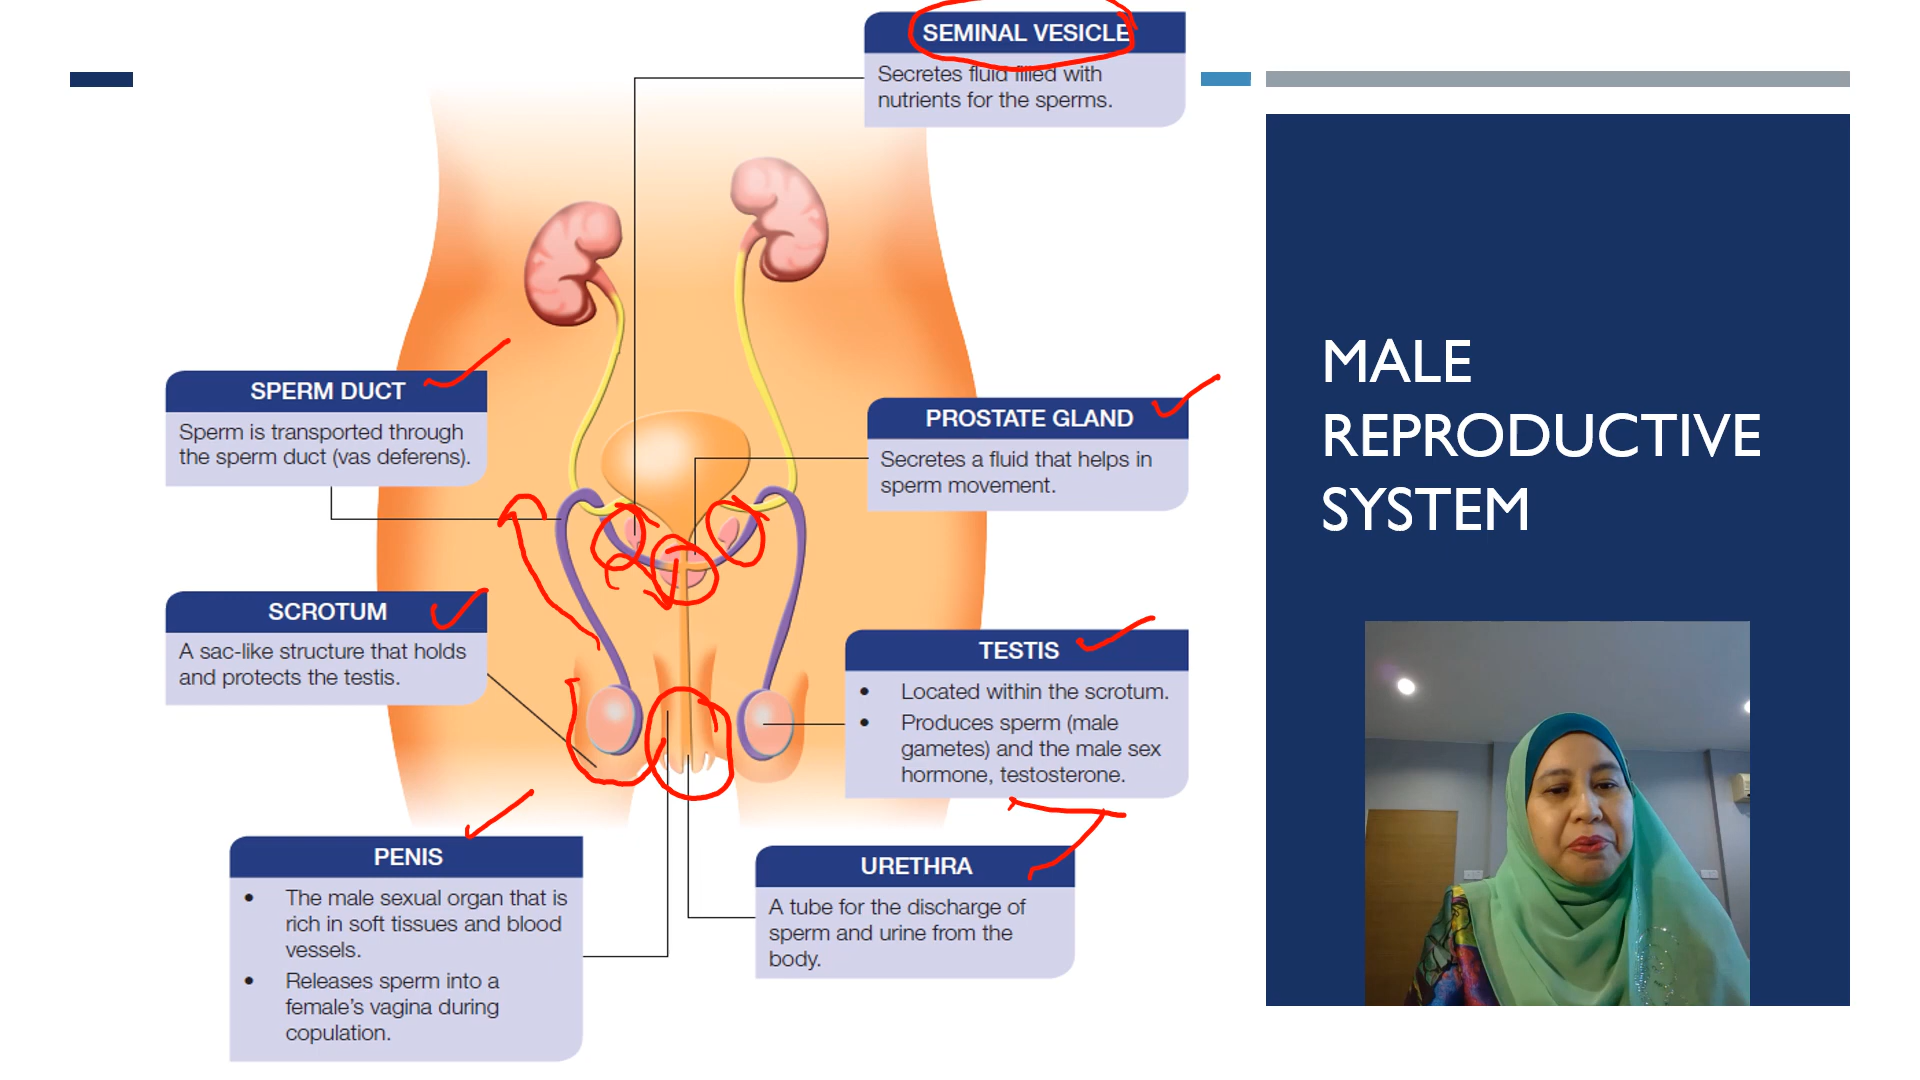 SEMINAL VESICLE
Secretes fluid filled with
nutrients for the sperms.
SPERM DUCT
Sperm is transported through
the sperm duct (vas deferens).
PROSTATE GLAND
Secretes a fluid that helps in
sperm movement.
SCROTUM
A sac-like structure that holds
and protects the testis.
TESTIS
• Located within the scrotum.
• Produces sperm (male
gametes) and the male sex
hormone, testosterone.
PENIS
• The male sexual organ that is
rich in soft tissues and blood
vessels.
• Releases sperm into a
female’s vagina during
copulation.
URETHRA
A tube for the discharge of
sperm and urine from the
body.
MALE
REPRODUCTIVE
SYSTEM